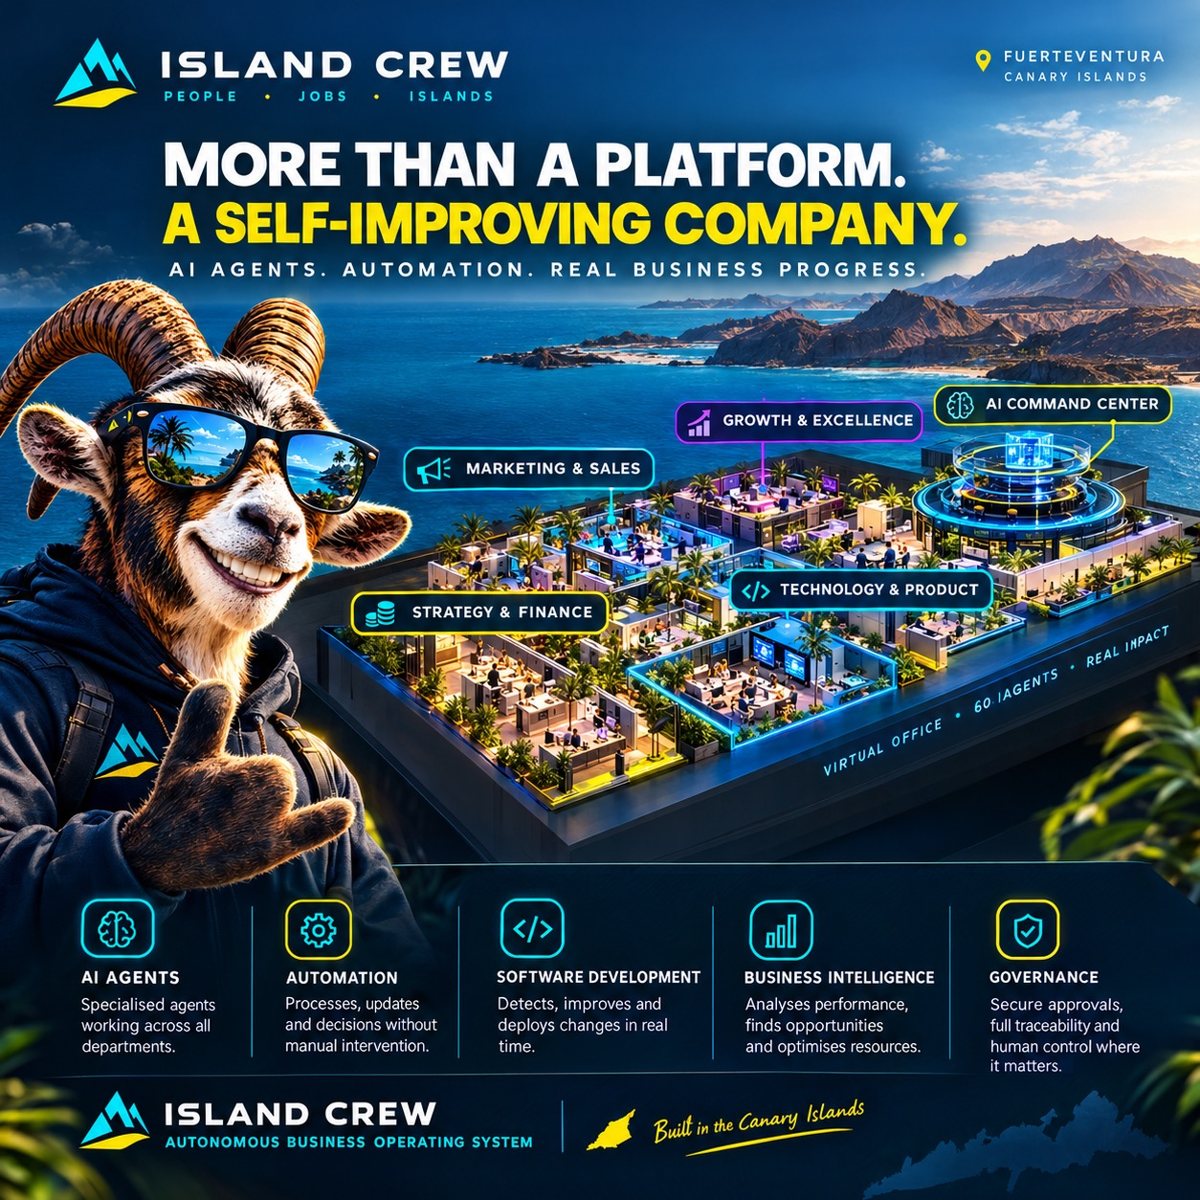 ISLAND CREW
PEOPLE • JOBS • ISLANDS
FUERTEVENTURA
CANARY ISLANDS
MORE THAN A PLATFORM.
A SELF-IMPROVING COMPANY.
AI AGENTS. AUTOMATION. REAL BUSINESS PROGRESS.
AI COMMAND CENTER
GROWTH & EXCELLENCE
MARKETING & SALES
TECHNOLOGY & PRODUCT
STRATEGY & FINANCE
VIRTUAL OFFICE • 60 IAGENTS • REAL IMPACT
AI AGENTS
Specialised agents
working across all
departments.
AUTOMATION
Processes, updates
and decisions without
manual intervention.
SOFTWARE DEVELOPMENT
Detects, improves and
deploys changes in real
time.
BUSINESS INTELLIGENCE
Analyses performance,
finds opportunities
and optimises resources.
GOVERNANCE
Secure approvals,
full traceability and
human control where
it matters.
ISLAND CREW
AUTONOMOUS BUSINESS OPERATING SYSTEM
Built in the Canary Islands